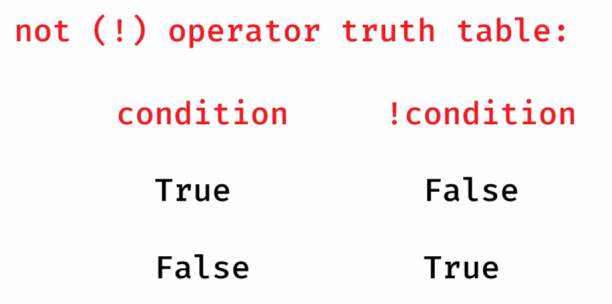 not (!) operator truth table:
condition !condition
True False
False True